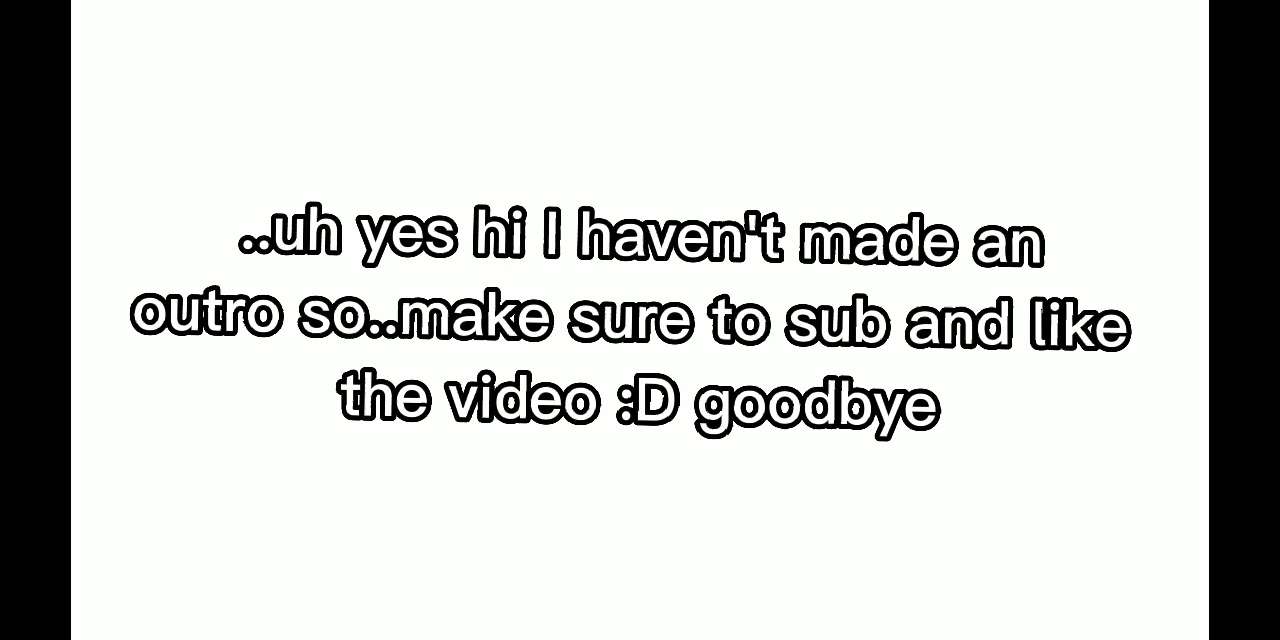 ..uh yes hi I haven't made an
outro so..make sure to sub and like
the video :D goodbye